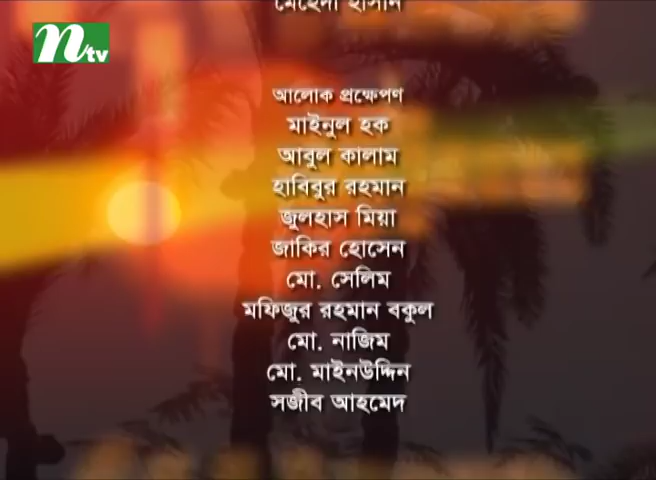 মেহেদী হাসান
ntv
আলোক প্রক্ষেপণ
মাইনুল হক
আবুল কালাম
হাবিবুর রহমান
জুলহাস মিয়া
জাকির হোসেন
মো. সেলিম
মফিজুর রহমান বকুল
মো. নাজিম
মো. মাইনউদ্দিন
সজীব আহমেদ